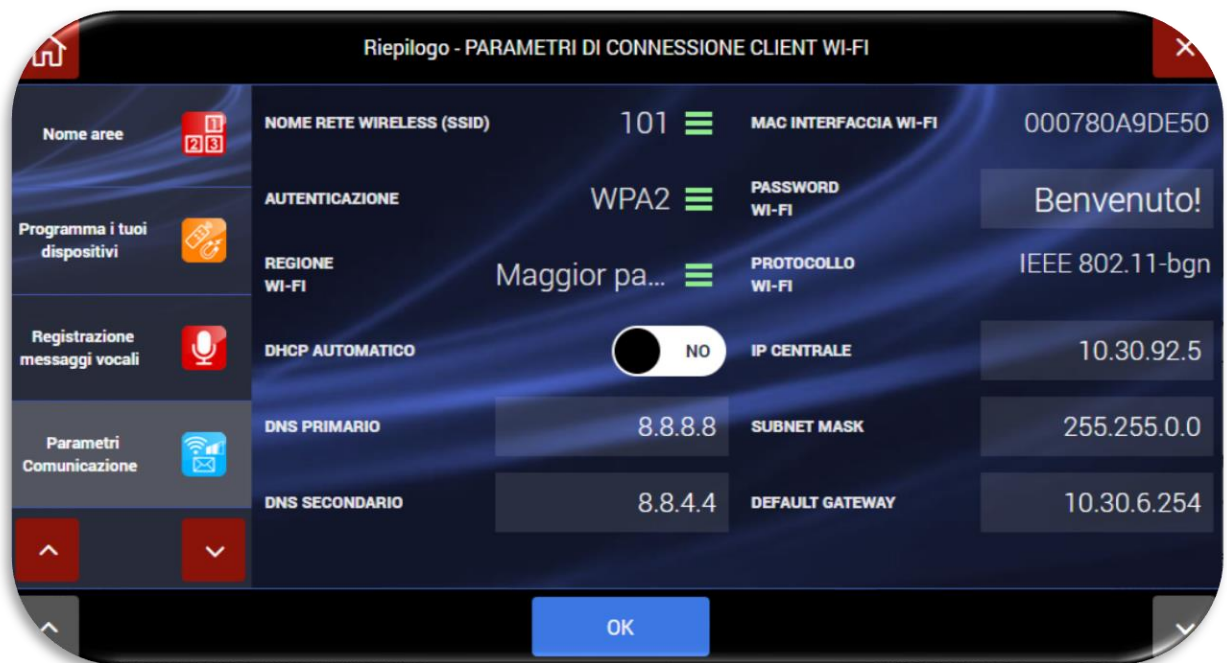 Riepilogo - PARAMETRI DI CONNESSIONE CLIENT WI-FI
Nome aree
1
2 3
Programma i tuoi
dispositivi
Registrazione
messaggi vocali
Parametri
Comunicazione
NOME RETE WIRELESS (SSID)
101
MAC INTERFACCIA WI-FI
000780A9DE50
AUTENTICAZIONE
WPA2
PASSWORD
WI-FI
Benvenuto!
REGIONE
WI-FI
Maggior pa...
PROTOCOLLO
WI-FI
IEEE 802.11-bgn
DHCP AUTOMATICO
NO
IP CENTRALE
10.30.92.5
DNS PRIMARIO
8.8.8.8
SUBNET MASK
255.255.0.0
DNS SECONDARIO
8.8.4.4
DEFAULT GATEWAY
10.30.6.254
OK